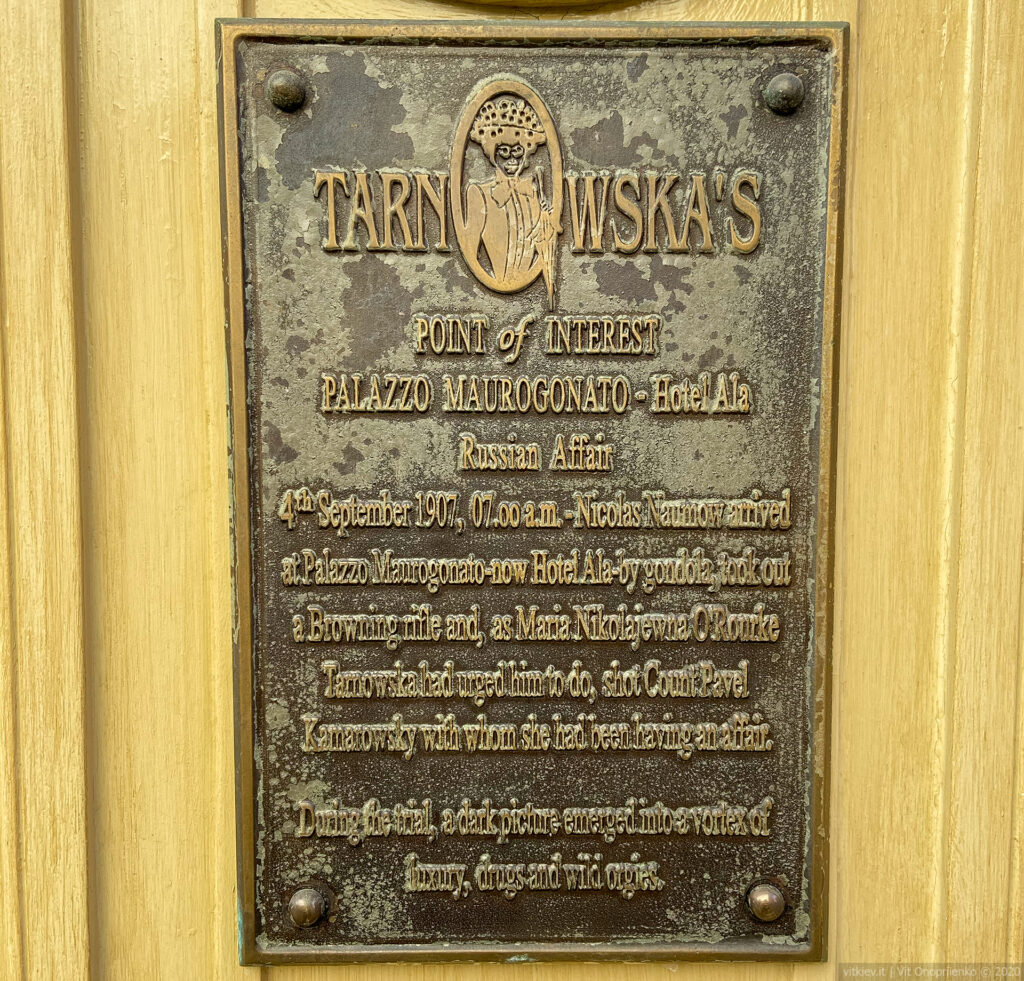 TARNOWSKA'S
POINT of INTEREST
PALAZZO MAUROGONATO - Hotel Ala
Russian Affair
4th September 1907, 07.00 a.m. - Nicolas Naumow arrived
at Palazzo Maurogonato-now Hotel Ala-by gondola, took out
a Browning rifle and, as Maria Nikolajewna O'Rourke
Tarnowska had urged him to do, shot Count Pavel
Kamarowsky with whom she had been having an affair.
During the trial, a dark picture emerged into a vortex of
luxury, drugs and wild orgies.
vitkiev.it | Vit Onoprienko © 2020